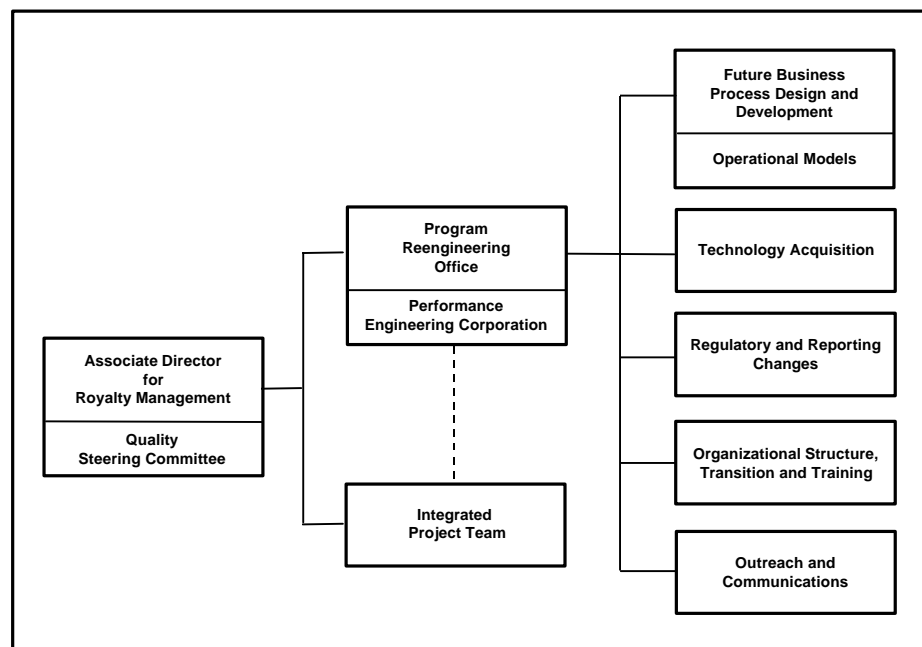 Associate Director
for
Royalty Management
Quality
Steering Committee
Program
Reengineering
Office
Performance
Engineering Corporation
Integrated
Project Team
Future Business
Process Design and
Development
Operational Models
Technology Acquisition
Regulatory and Reporting
Changes
Organizational Structure,
Transition and Training
Outreach and
Communications